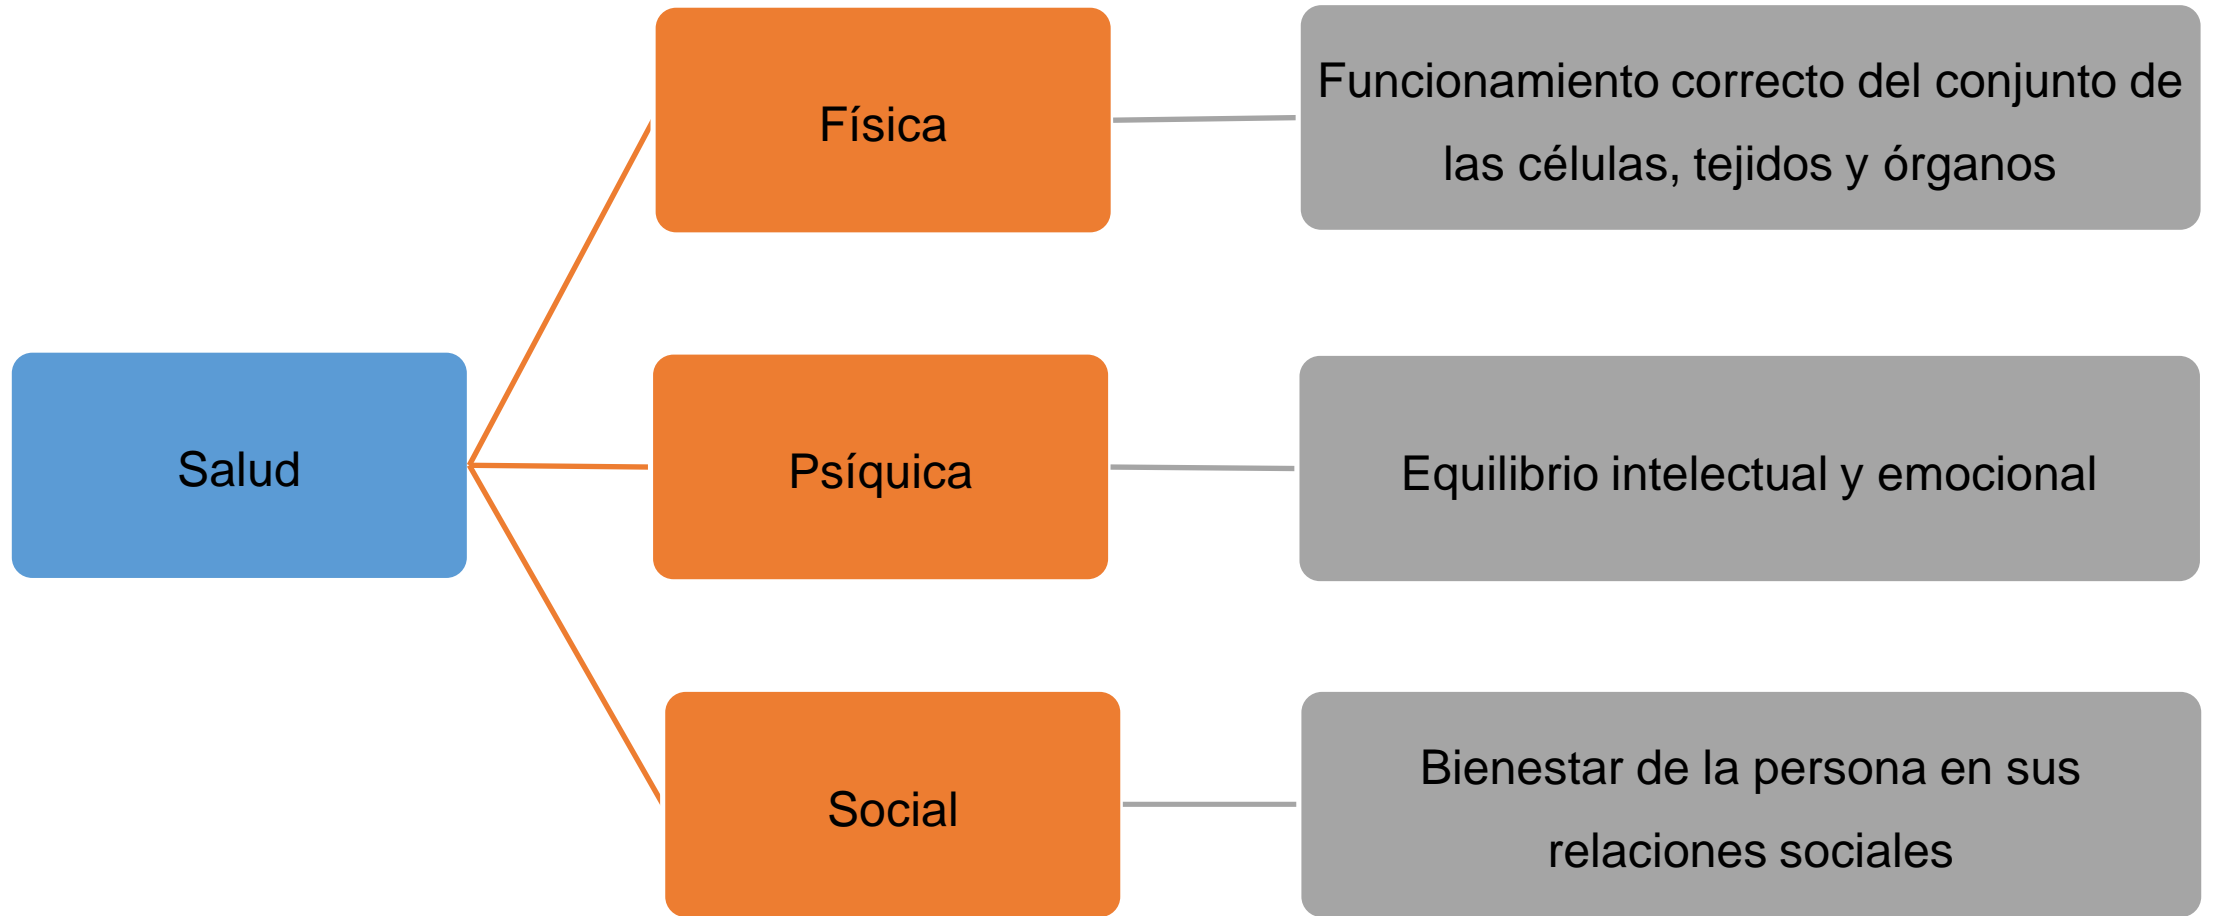 Salud
Física
Funcionamiento correcto del conjunto de
las células, tejidos y órganos
Psíquica
Equilibrio intelectual y emocional
Social
Bienestar de la persona en sus
relaciones sociales